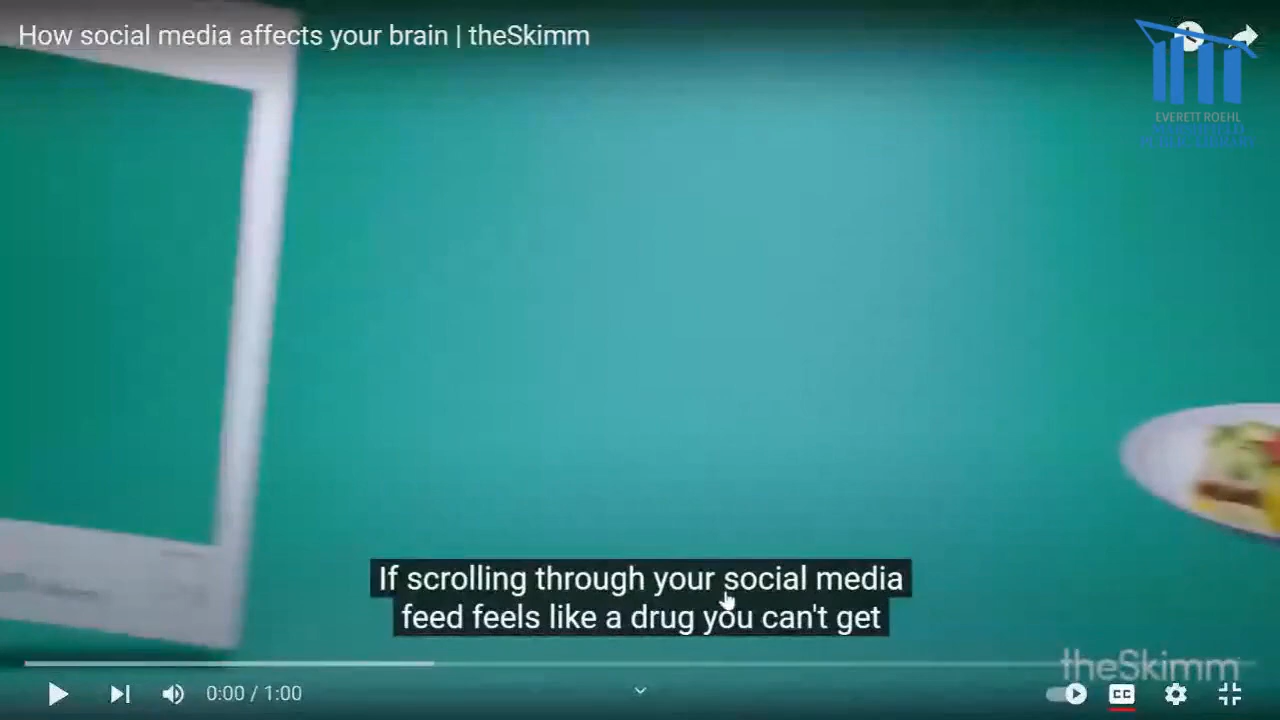 How social media affects your brain | theSkimm
EVERETT ROEHL
If scrolling through your social media
feed feels like a drug you can't get
theSkimm
0:00 / 1:00
CC